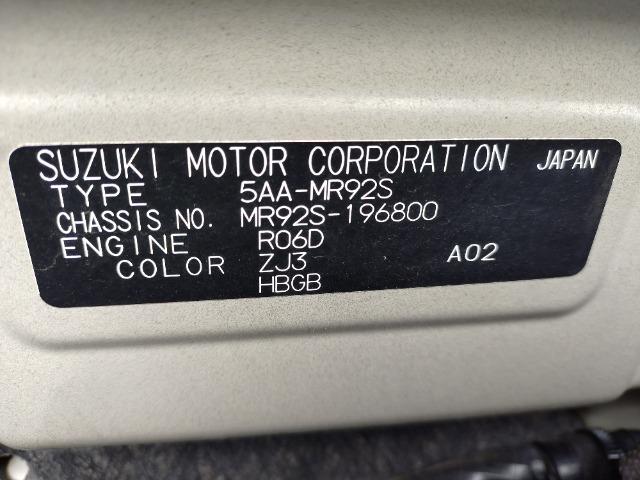 SUZUKI MOTOR CORPORATION JAPAN
TYPE 5AA-MR92S
CHASSIS NO. MR92S-196800
ENGINE R06D
COLOR ZJ3 A02
HBGB